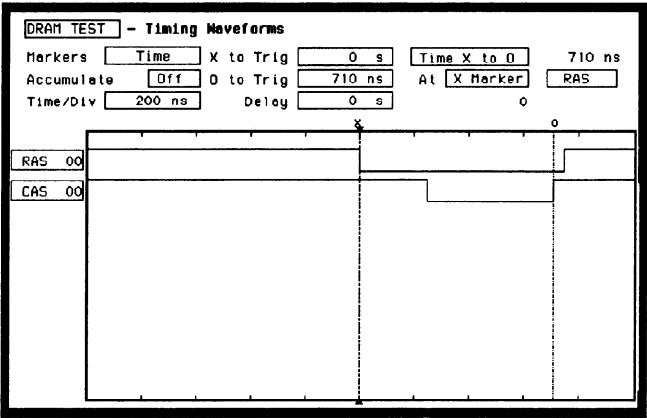 DRAM TEST - Timing Waveforms
Markers Time X to Trig 0 s Time X to O 710 ns
Accumulate Off O to Trig 710 ns At X Marker RAS
Time/Div 200 ns Delay 0 s 0
X O
RAS 00
CAS 00